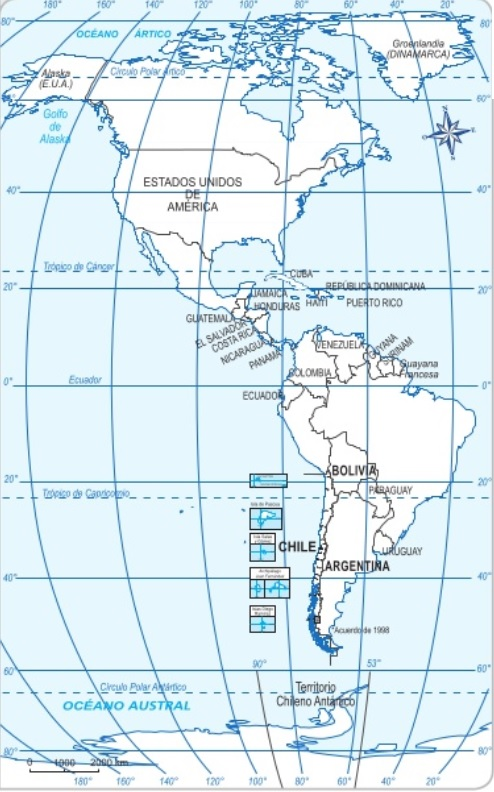 180° 160° 140° 120° 100° 80° 60° 40° 20°
80° 80°
OCÉANO ÁRTICO
Groenlandia
(DINAMARCA)
Alaska
(E.U.A.)
Círculo Polar Ártico
60°
Golfo
de
Alaska
N
ESTADOS UNIDOS
DE
AMÉRICA
40° 40°
Trópico de Cáncer
CUBA
20°
JAMAICA
REPÚBLICA DOMINICANA
HONDURAS
HAITÍ
PUERTO RICO
GUATEMALA
EL SALVADOR
COSTA RICA
NICARAGUA
PANAMÁ
VENEZUELA
GUYANA
SURINAM
Guayana
Francesa
COLOMBIA
0° Ecuador 0°
ECUADOR
BOLIVIA
20° 20°
Trópico de Capricornio
PARAGUAY
Isla de Pascua
CHILE
URUGUAY
ARGENTINA
40° 40°
Acuerdo de 1998
60° 90° 53° 60°
Círculo Polar Antártico
Territorio
Chileno Antártico
OCÉANO AUSTRAL
80° 80°
0 1000 2000 km
180° 160° 140° 120° 100° 80° 60° 40° 20°